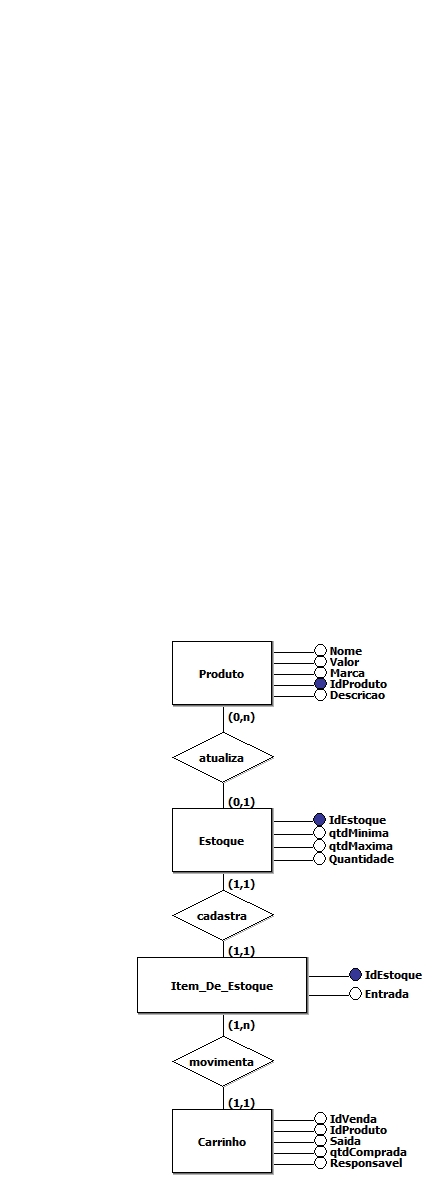 Nome
Valor
Marca
Produto
IdProduto
Descricao
(0,n)
atualiza
(0,1)
IdEstoque
qtdMinima
Estoque
qtdMaxima
Quantidade
(1,1)
cadastra
(1,1)
IdEstoque
Item_De_Estoque
Entrada
(1,n)
movimenta
(1,1)
IdVenda
IdProduto
Carrinho
Saida
qtdComprada
Responsavel